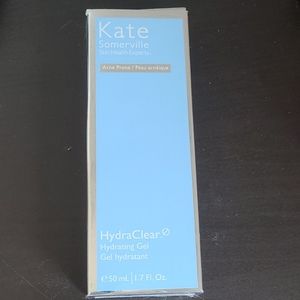 Kate
Somerville
Skin Health Experts
Acne Prone / Peau acnéique
HydraClear
Hydrating Gel
Gel hydratant
e 50 mL | 1.7 Fl. Oz.